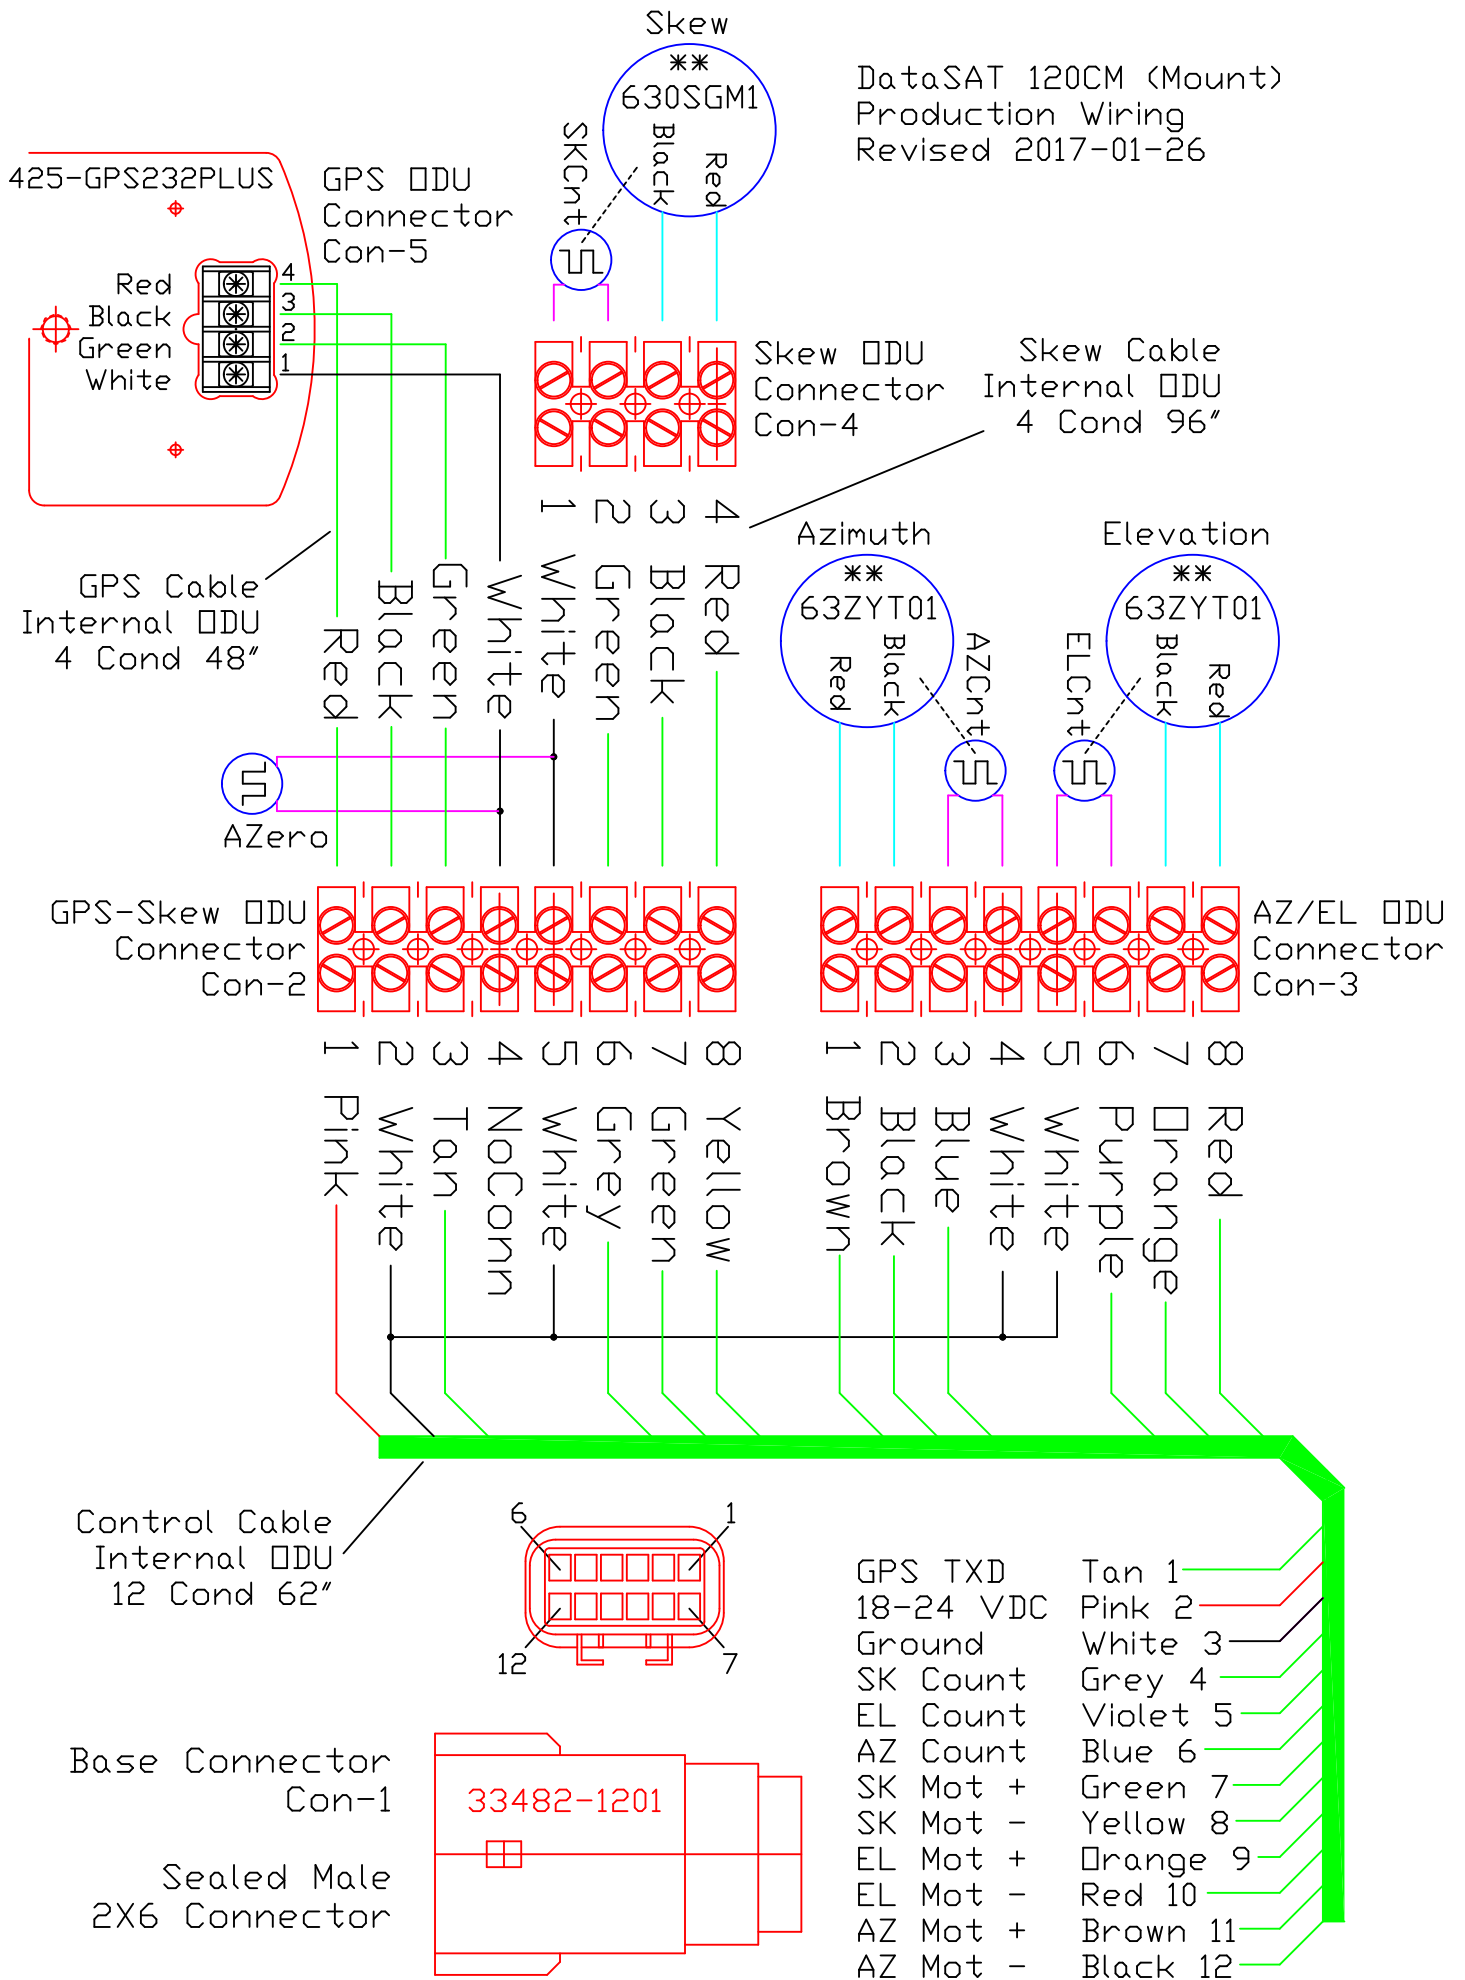 Skew
**
630SGM1
Black
Red
SKCnt
DataSAT 120CM (Mount)
Production Wiring
Revised 2017-01-26
425-GPS232PLUS
GPS ODU
Connector
Con-5
Red
Black
Green
White
4
3
2
1
Skew ODU
Connector
Con-4
Skew Cable
Internal ODU
4 Cond 96"
1 White
2 Green
3 Black
4 Red
GPS Cable
Internal ODU
4 Cond 48"
Red
Black
Green
White
Azimuth
**
63ZYT01
Red
Black
AZCnt
Elevation
**
63ZYT01
Black
Red
ELCnt
AZero
GPS-Skew ODU
Connector
Con-2
AZ/EL ODU
Connector
Con-3
1 Pink
2 White
3 Tan
4 NoConn
5 White
6 Grey
7 Green
8 Yellow
1 Brown
2 Black
3 Blue
4 White
5 White
6 Purple
7 Orange
8 Red
Control Cable
Internal ODU
12 Cond 62"
6
1
12
7
Base Connector
Con-1
Sealed Male
2X6 Connector
33482-1201
GPS TXD Tan 1
18-24 VDC Pink 2
Ground White 3
SK Count Grey 4
EL Count Violet 5
AZ Count Blue 6
SK Mot + Green 7
SK Mot - Yellow 8
EL Mot + Orange 9
EL Mot - Red 10
AZ Mot + Brown 11
AZ Mot - Black 12